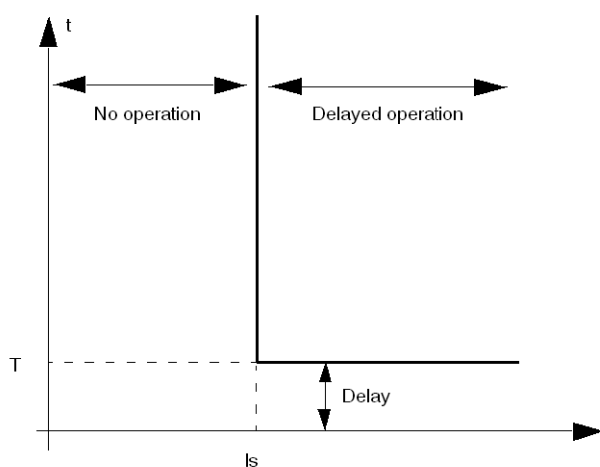 t
No operation
Delayed operation
T
Delay
Is